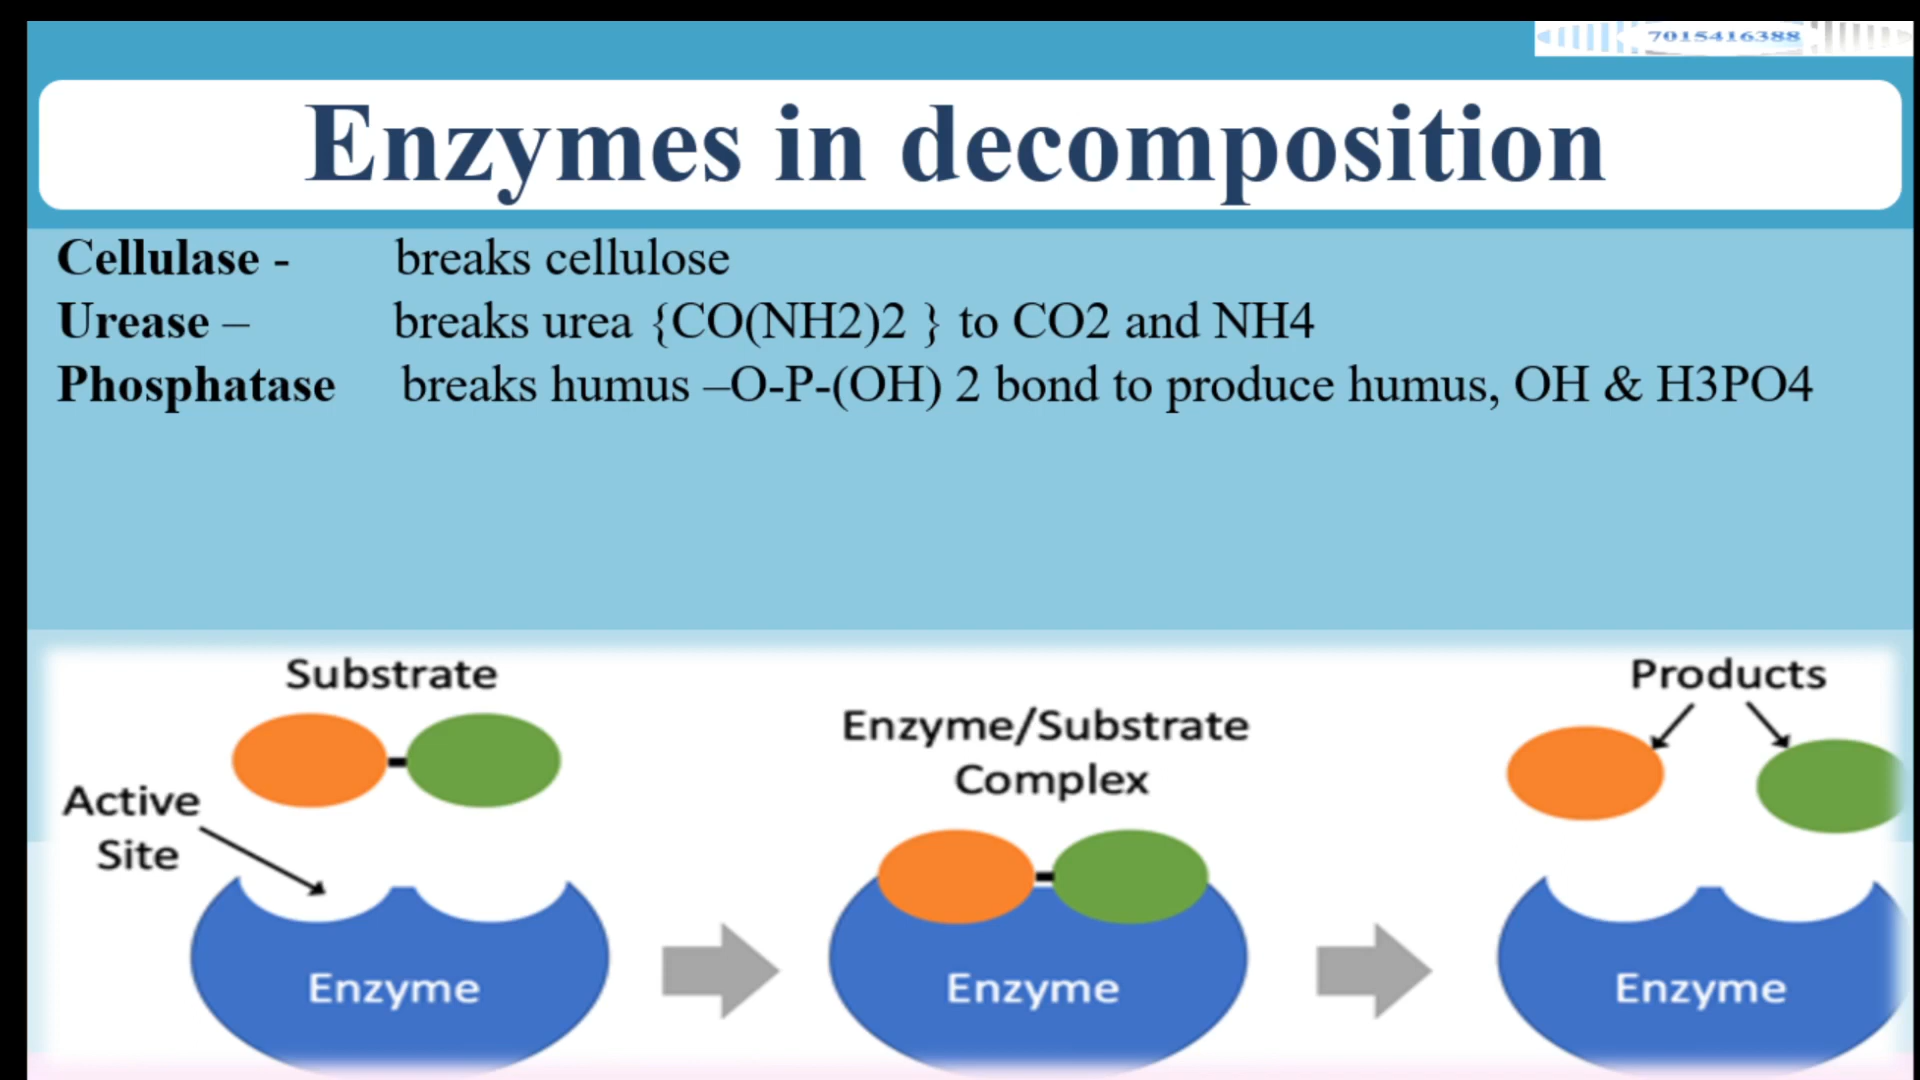 7015416388
Enzymes in decomposition
Cellulase - breaks cellulose
Urease – breaks urea {CO(NH2)2 } to CO2 and NH4
Phosphatase breaks humus –O-P-(OH) 2 bond to produce humus, OH & H3PO4
Substrate
Products
Enzyme/Substrate
Complex
Active
Site
Enzyme
Enzyme
Enzyme